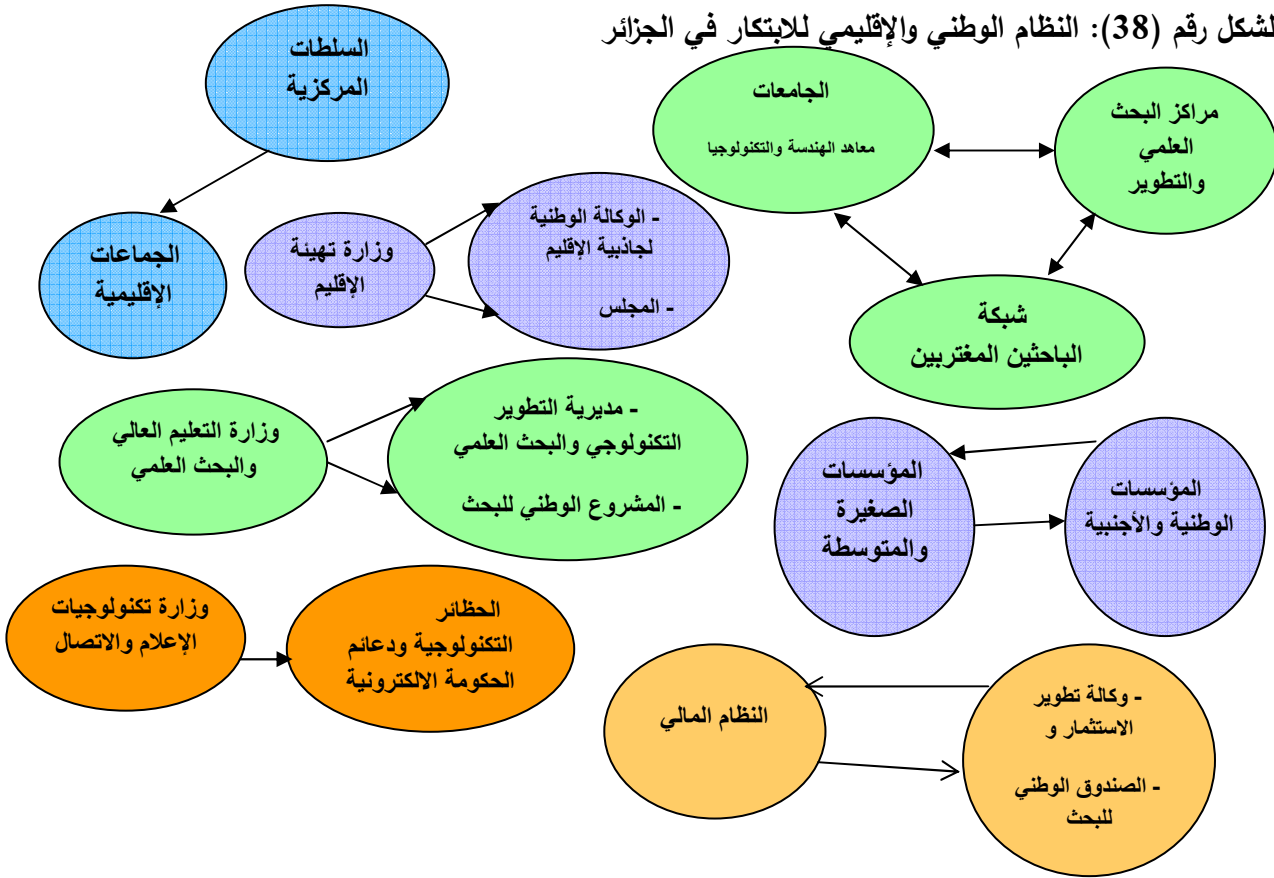 لشكل رقم (38): النظام الوطني والإقليمي للابتكار في الجزائر
السلطات
المركزية
الجامعات
معاهد الهندسة والتكنولوجيا
مراكز البحث
العلمي
والتطوير
الجماعات
الإقليمية
وزارة تهيئة
الإقليم
- الوكالة الوطنية
لجاذبية الإقليم
- المجلس
شبكة
الباحثين المغتربين
وزارة التعليم العالي
والبحث العلمي
- مديرية التطوير
التكنولوجي والبحث العلمي
- المشروع الوطني للبحث
المؤسسات
الصغيرة
والمتوسطة
المؤسسات
الوطنية والأجنبية
وزارة تكنولوجيات
الإعلام والاتصال
الحظائر
التكنولوجية ودعائم
الحكومة الالكترونية
النظام المالي
- وكالة تطوير
الاستثمار و
- الصندوق الوطني
للبحث